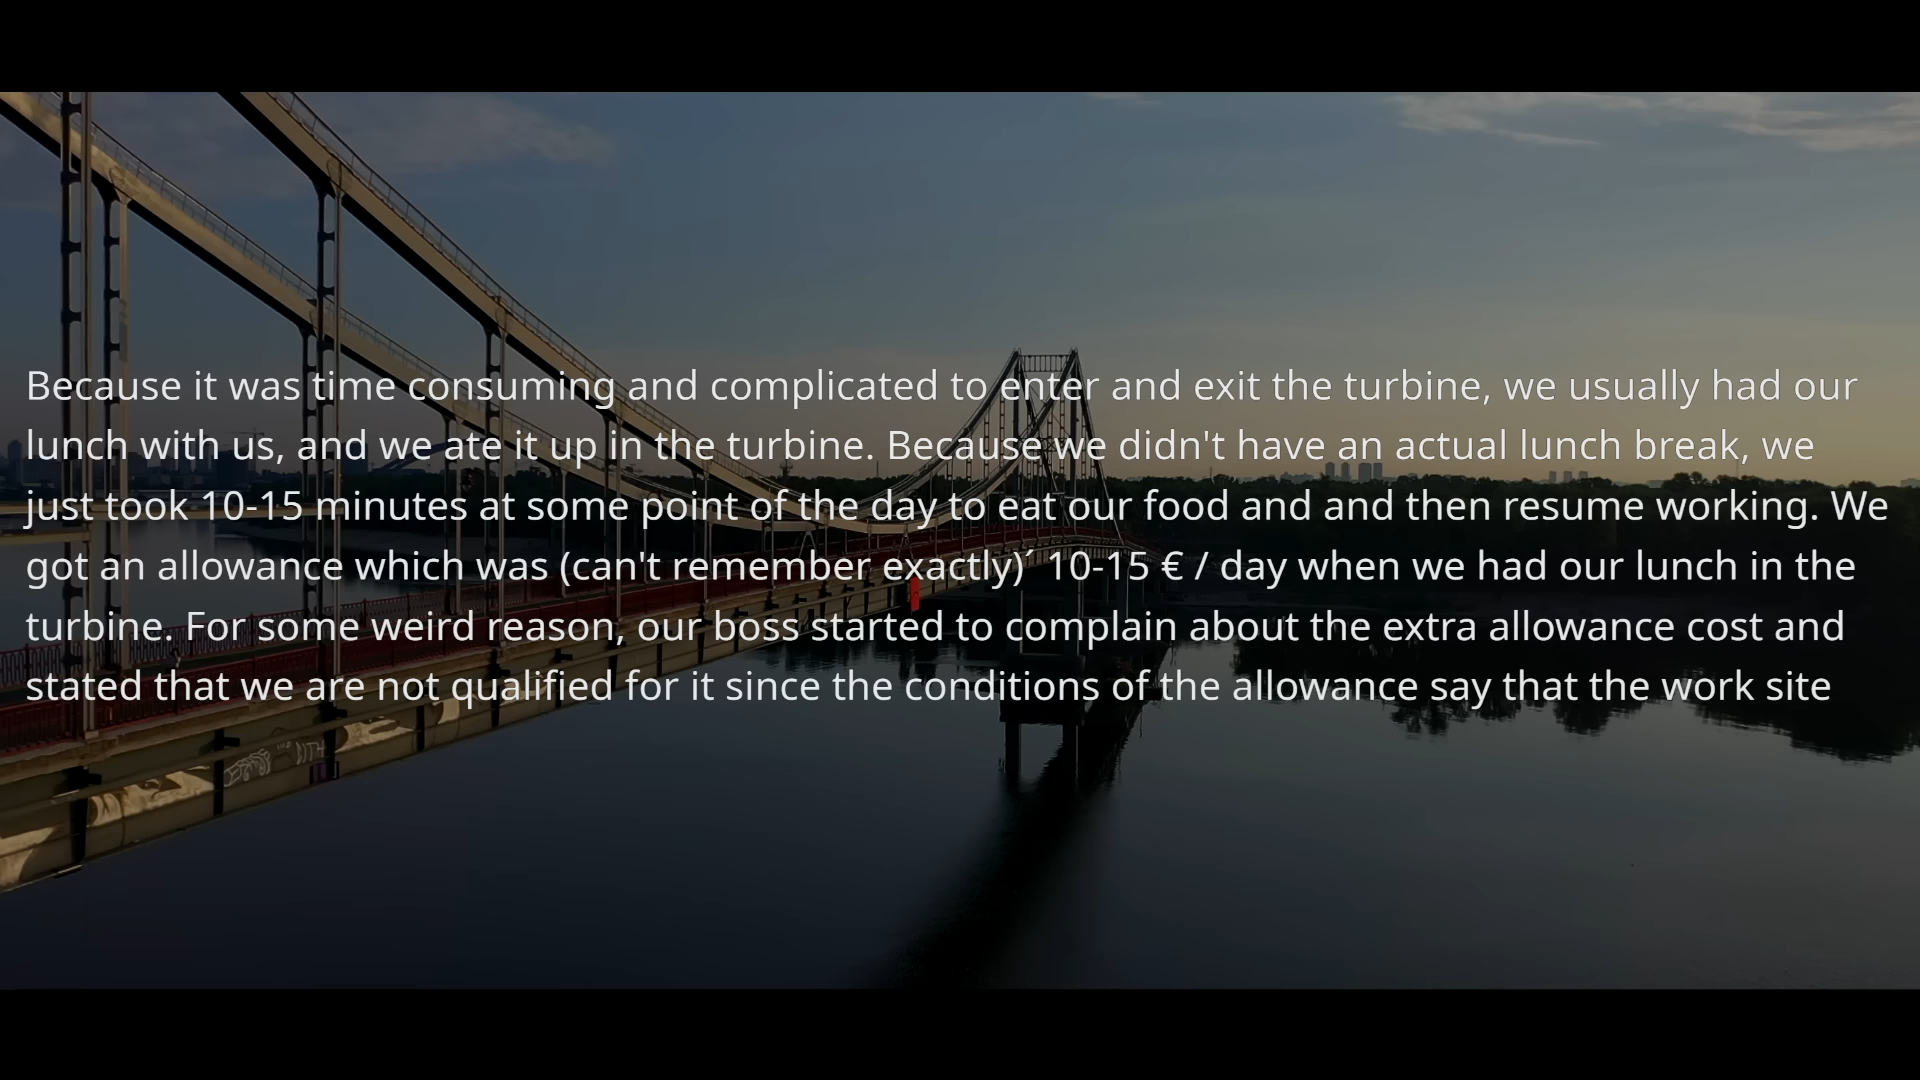 Because it was time consuming and complicated to enter and exit the turbine, we usually had our
lunch with us, and we ate it up in the turbine. Because we didn't have an actual lunch break, we
just took 10-15 minutes at some point of the day to eat our food and and then resume working. We
got an allowance which was (can't remember exactly)´ 10-15 € / day when we had our lunch in the
turbine. For some weird reason, our boss started to complain about the extra allowance cost and
stated that we are not qualified for it since the conditions of the allowance say that the work site